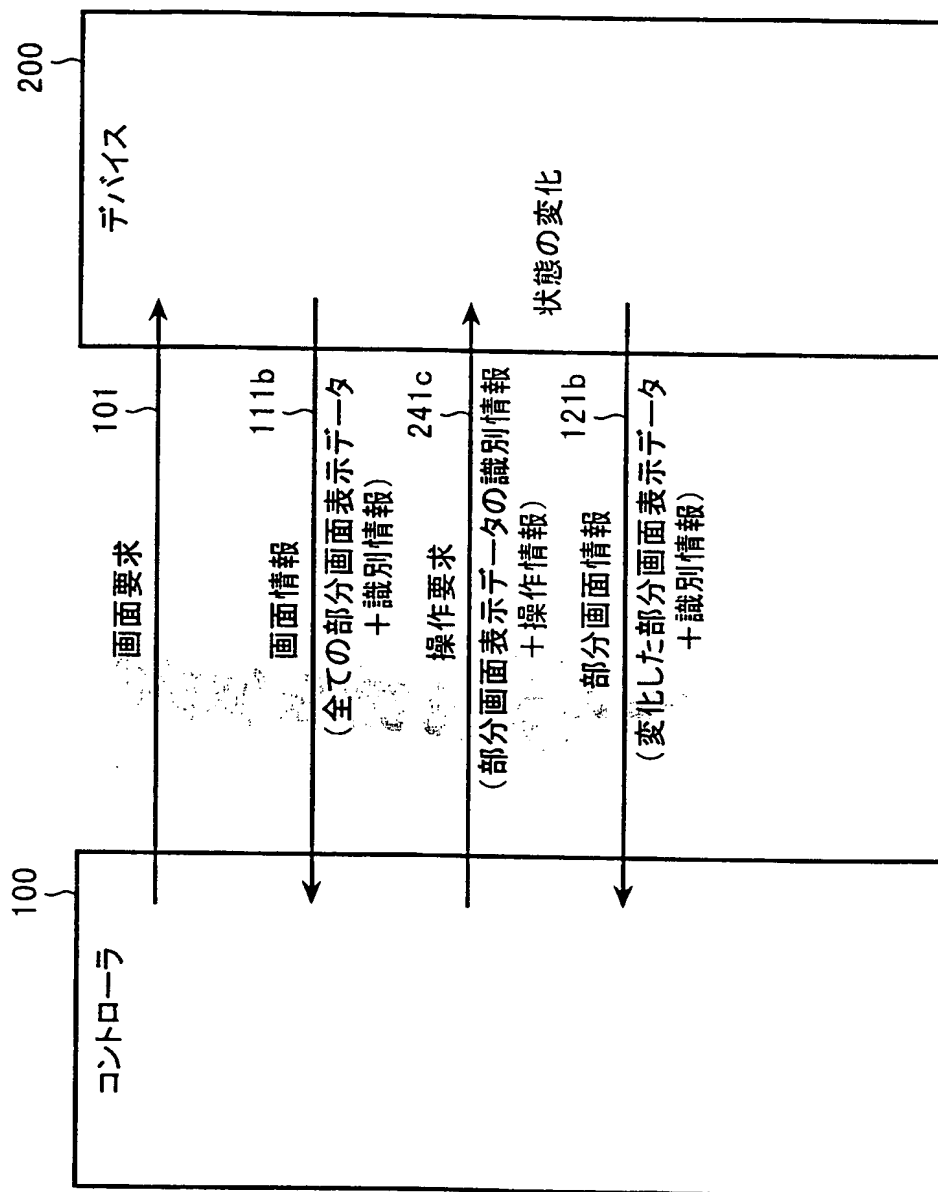 100
コントローラ
200
デバイス
画面要求
101
画面情報
111b
(全ての部分画面表示データ
+識別情報)
操作要求
241c
(部分画面表示データの識別情報
+操作情報)
状態の変化
部分画面情報
121b
(変化した部分画面表示データ
+識別情報)